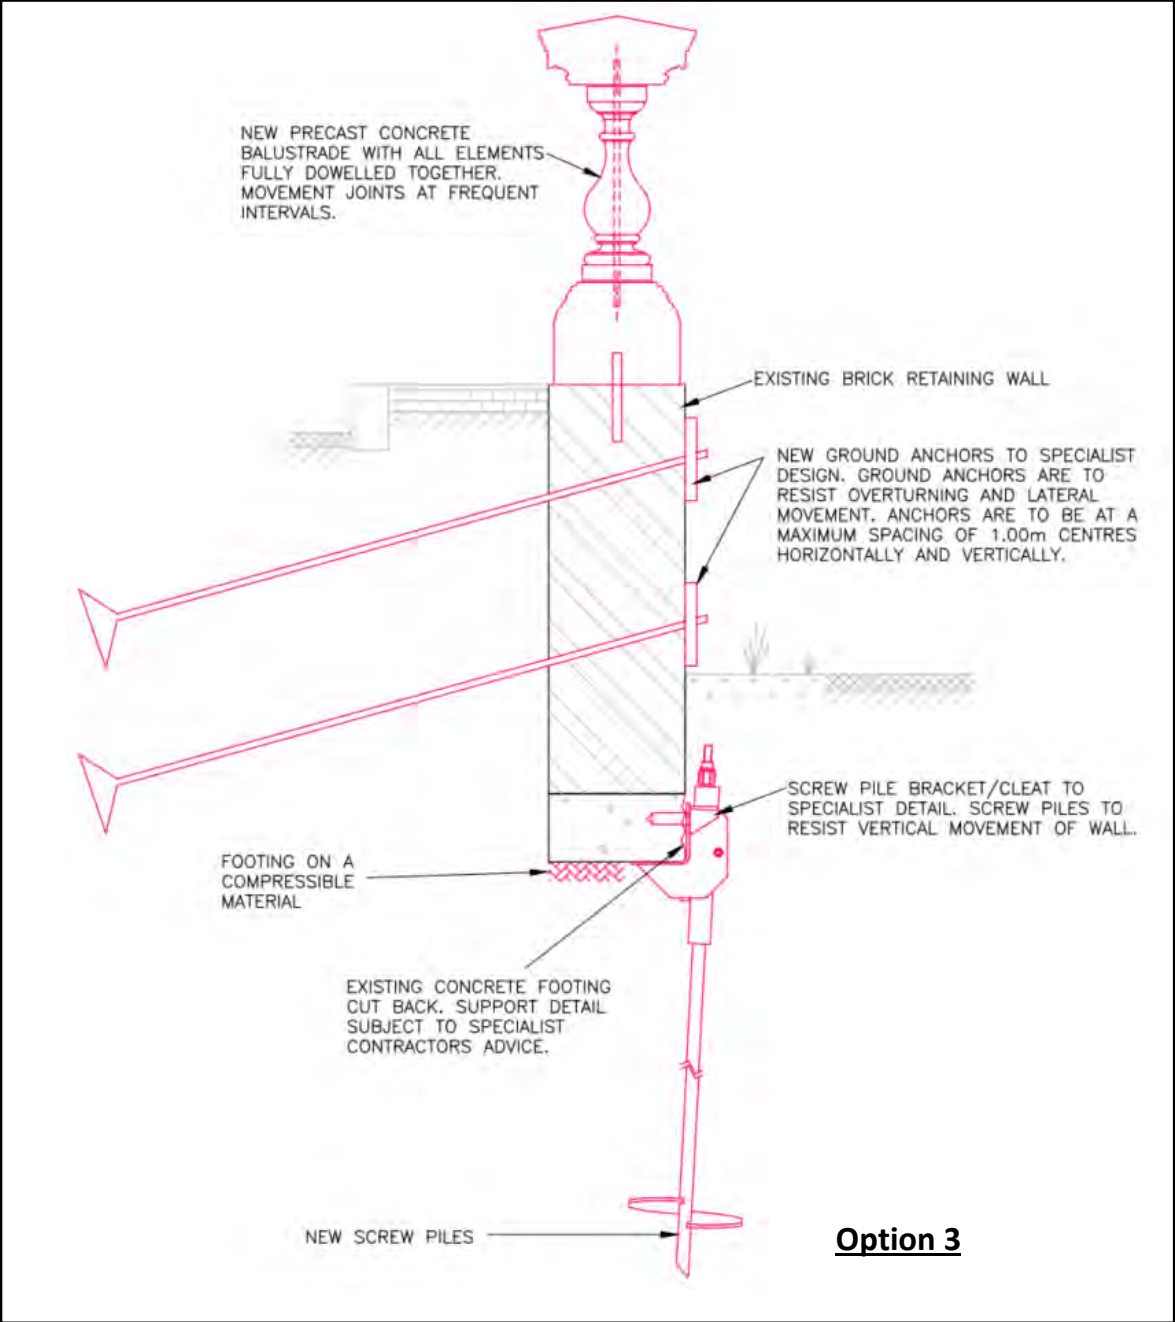 NEW PRECAST CONCRETE
BALUSTRADE WITH ALL ELEMENTS
FULLY DOWELLED TOGETHER.
MOVEMENT JOINTS AT FREQUENT
INTERVALS.
EXISTING BRICK RETAINING WALL
NEW GROUND ANCHORS TO SPECIALIST
DESIGN. GROUND ANCHORS ARE TO
RESIST OVERTURNING AND LATERAL
MOVEMENT. ANCHORS ARE TO BE AT A
MAXIMUM SPACING OF 1.00m CENTRES
HORIZONTALLY AND VERTICALLY.
SCREW PILE BRACKET/CLEAT TO
SPECIALIST DETAIL. SCREW PILES TO
RESIST VERTICAL MOVEMENT OF WALL.
FOOTING ON A
COMPRESSIBLE
MATERIAL
EXISTING CONCRETE FOOTING
CUT BACK. SUPPORT DETAIL
SUBJECT TO SPECIALIST
CONTRACTORS ADVICE.
NEW SCREW PILES
Option 3